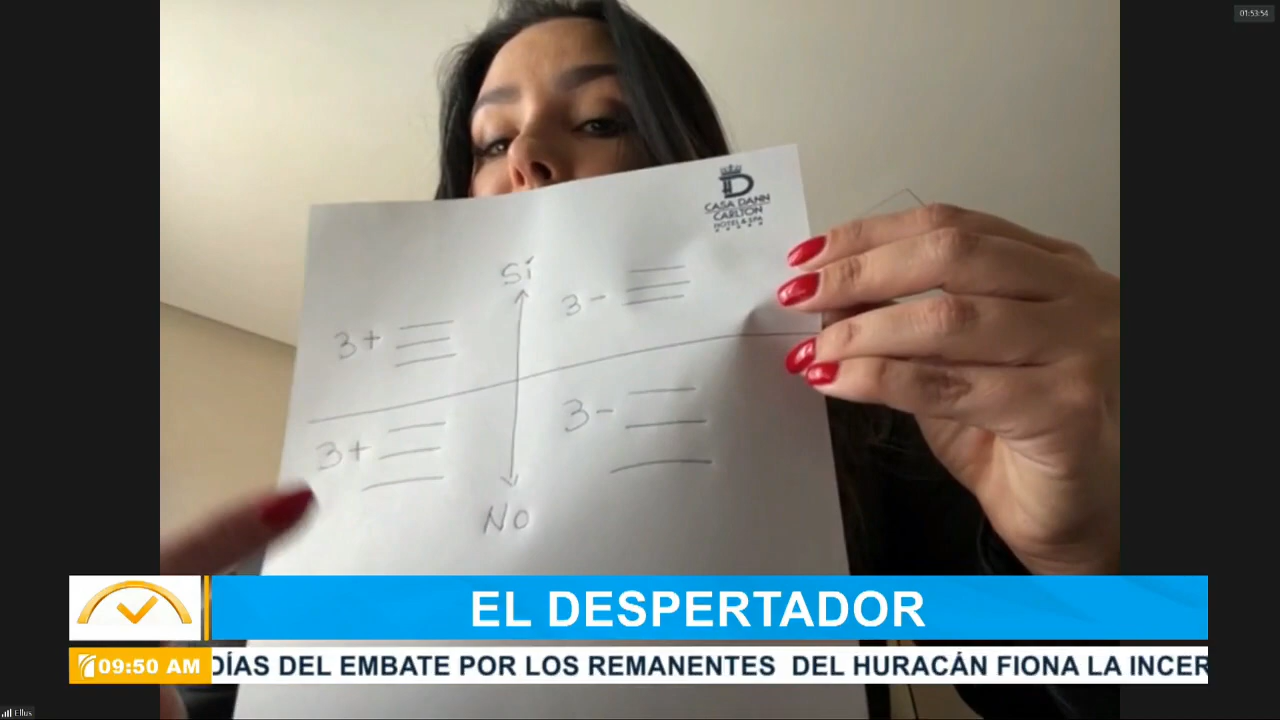 01:53:54
D
CASA DANN
CARLTON
HOTEL & SPA
SÍ
3 -
3 +
3 -
3 +
NO
EL DESPERTADOR
09:50 AM
DÍAS DEL EMBATE POR LOS REMANENTES DEL HURACÁN FIONA LA INCER
Ellus